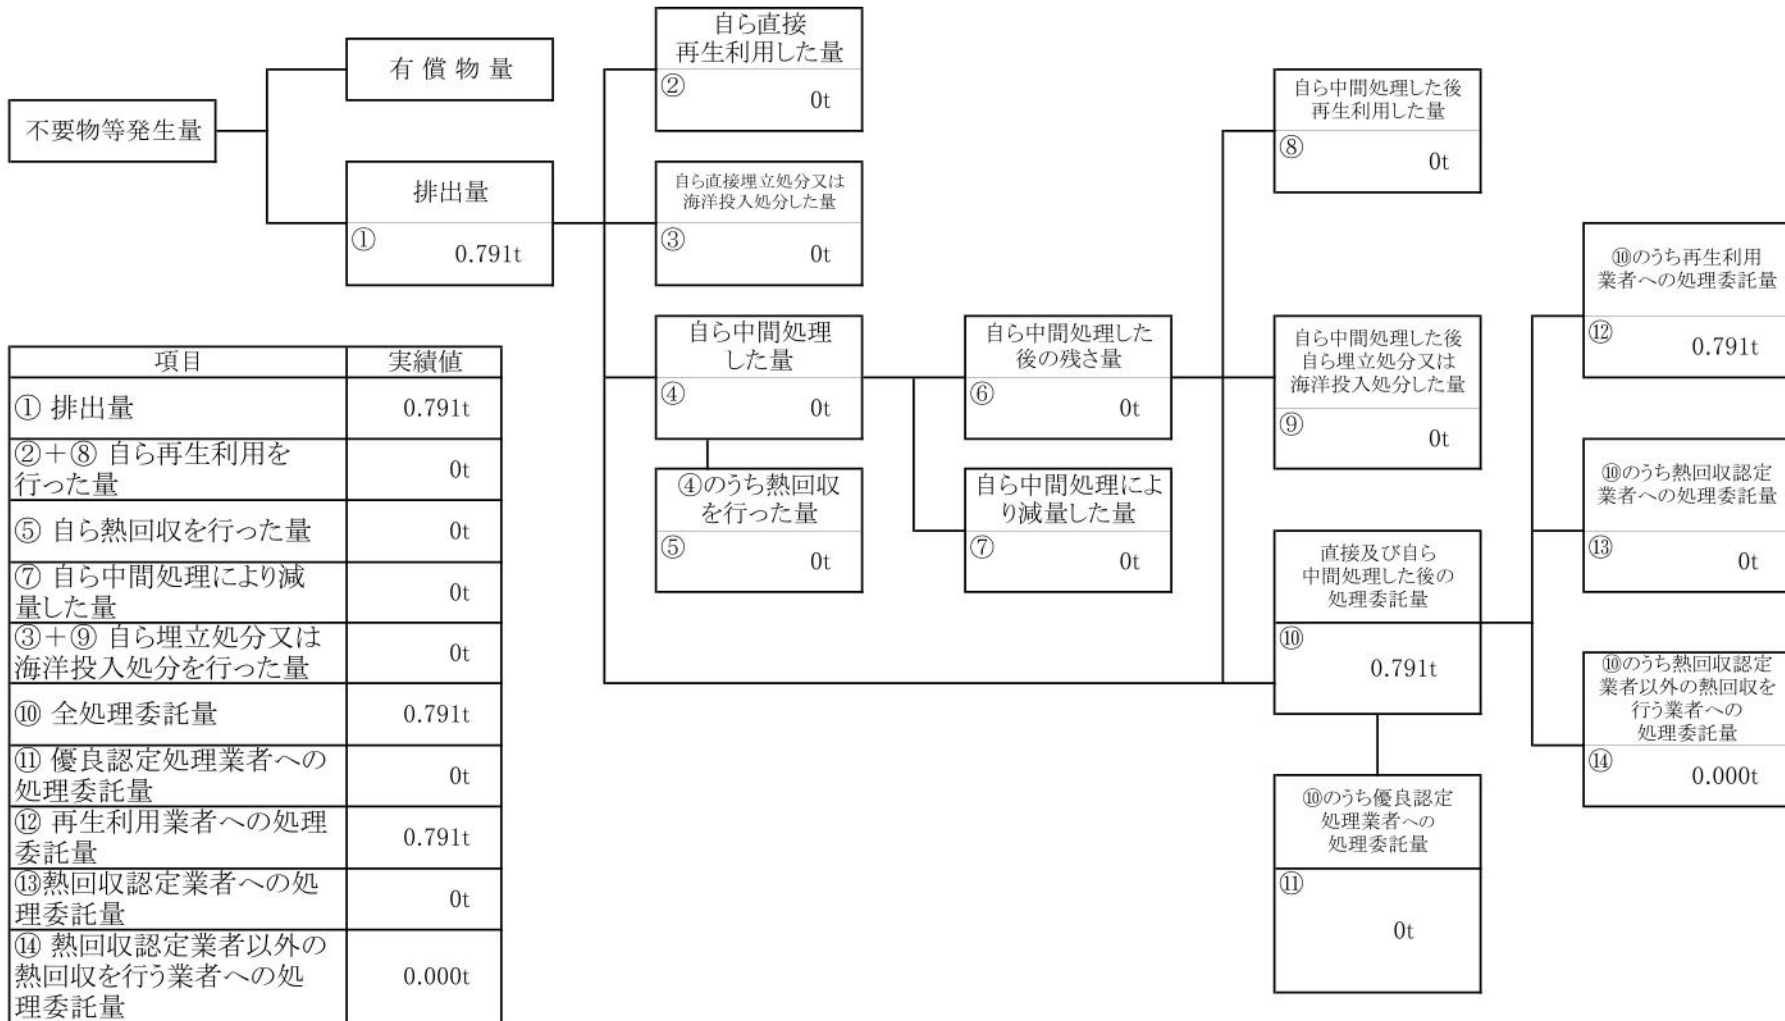 不要物等発生量
有 償 物 量
排出量
①
0.791t
自ら直接
再生利用した量
②
0t
自ら直接埋立処分又は
海洋投入処分した量
③
0t
自ら中間処理
した量
④
0t
④のうち熱回収
を行った量
⑤
0t
自ら中間処理した
後の残さ量
⑥
0t
自ら中間処理によ
り減量した量
⑦
0t
自ら中間処理した後
再生利用した量
⑧
0t
自ら中間処理した後
自ら埋立処分又は
海洋投入処分した量
⑨
0t
直接及び自ら
中間処理した後の
処理委託量
⑩
0.791t
⑩のうち優良認定
処理業者への
処理委託量
⑪
0t
⑩のうち再生利用
業者への処理委託量
⑫
0.791t
⑩のうち熱回収認定
業者への処理委託量
⑬
0t
⑩のうち熱回収認定
業者以外の熱回収を
行う業者への
処理委託量
⑭
0.000t
項目 実績値
① 排出量 0.791t
②＋⑧ 自ら再生利用を
行った量 0t
⑤ 自ら熱回収を行った量 0t
⑦ 自ら中間処理により減
量した量 0t
③＋⑨ 自ら埋立処分又は
海洋投入処分を行った量 0t
⑩ 全処理委託量 0.791t
⑪ 優良認定処理業者への
処理委託量 0t
⑫ 再生利用業者への処理
委託量 0.791t
⑬熱回収認定業者への処
理委託量 0t
⑭ 熱回収認定業者以外の
熱回収を行う業者への処
理委託量 0.000t